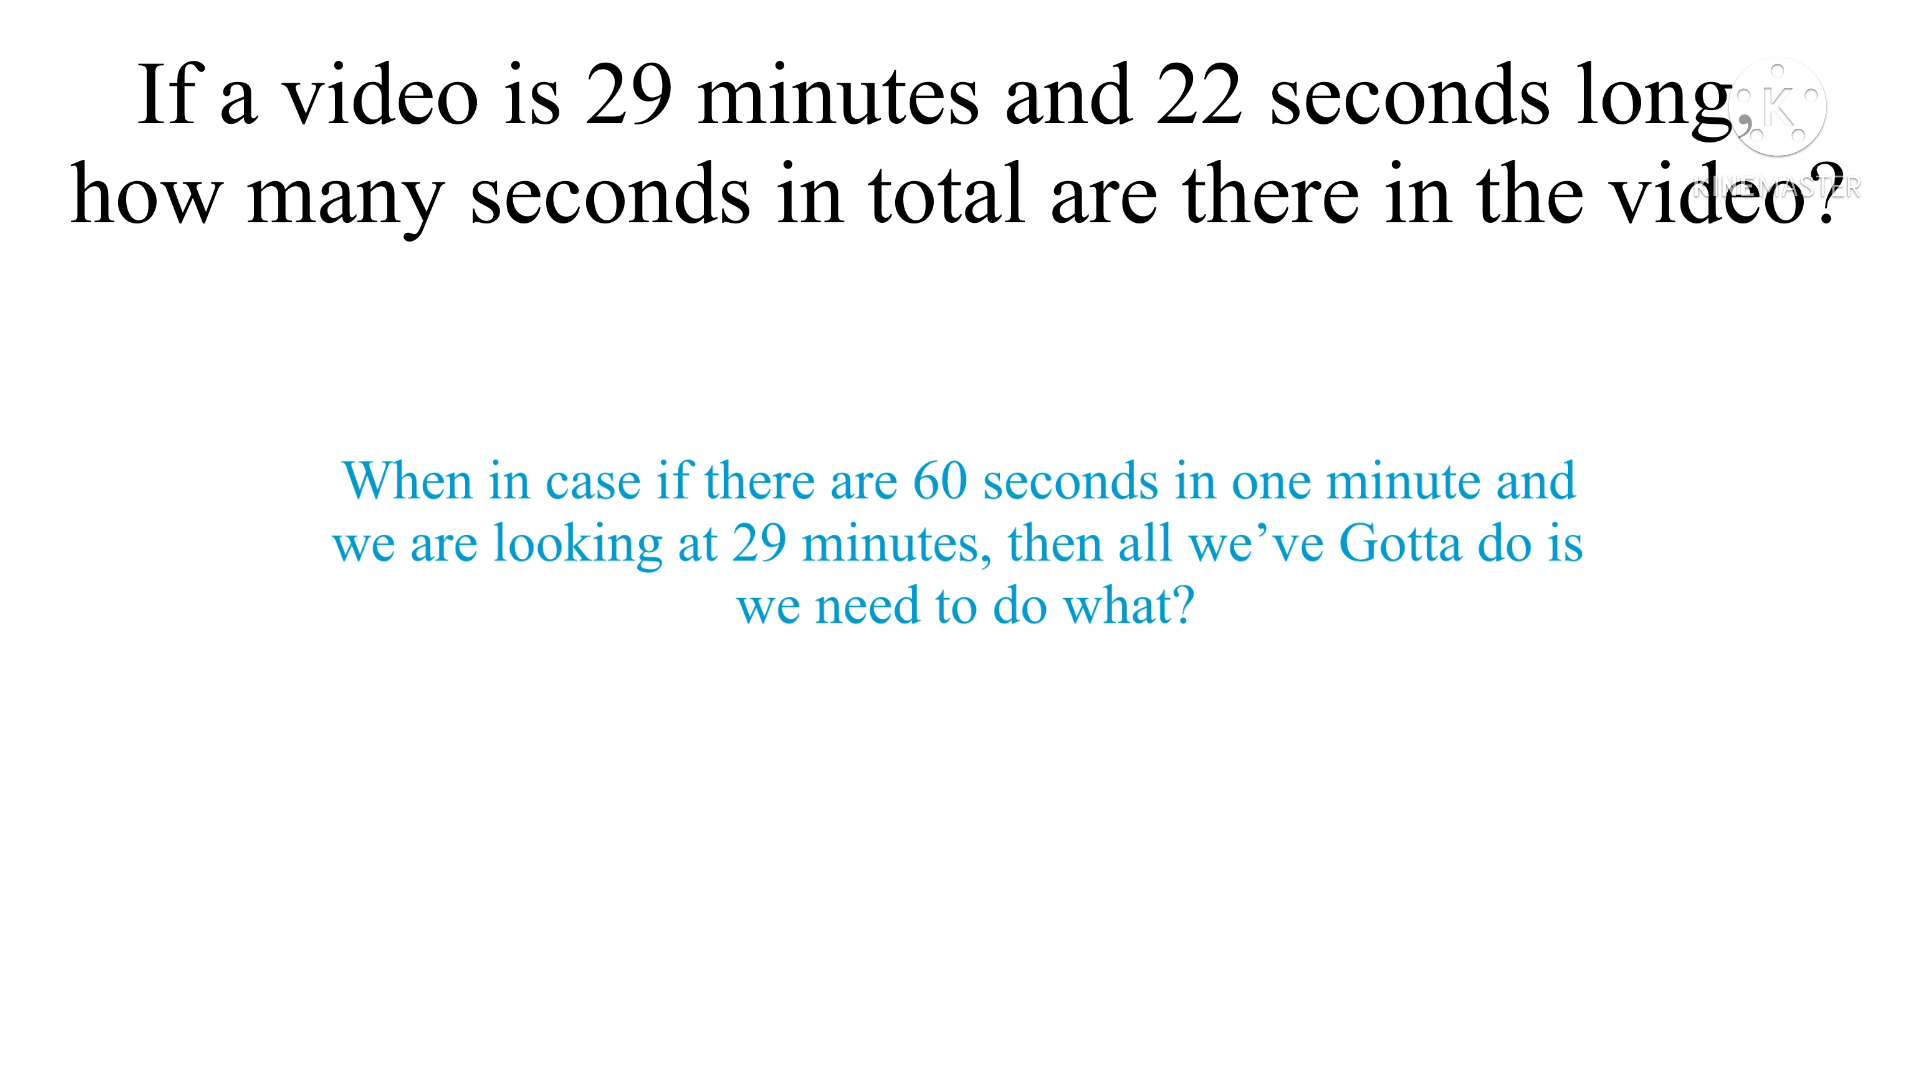 If a video is 29 minutes and 22 seconds long,
how many seconds in total are there in the video?
K
KINEMASTER
When in case if there are 60 seconds in one minute and
we are looking at 29 minutes, then all we’ve Gotta do is
we need to do what?